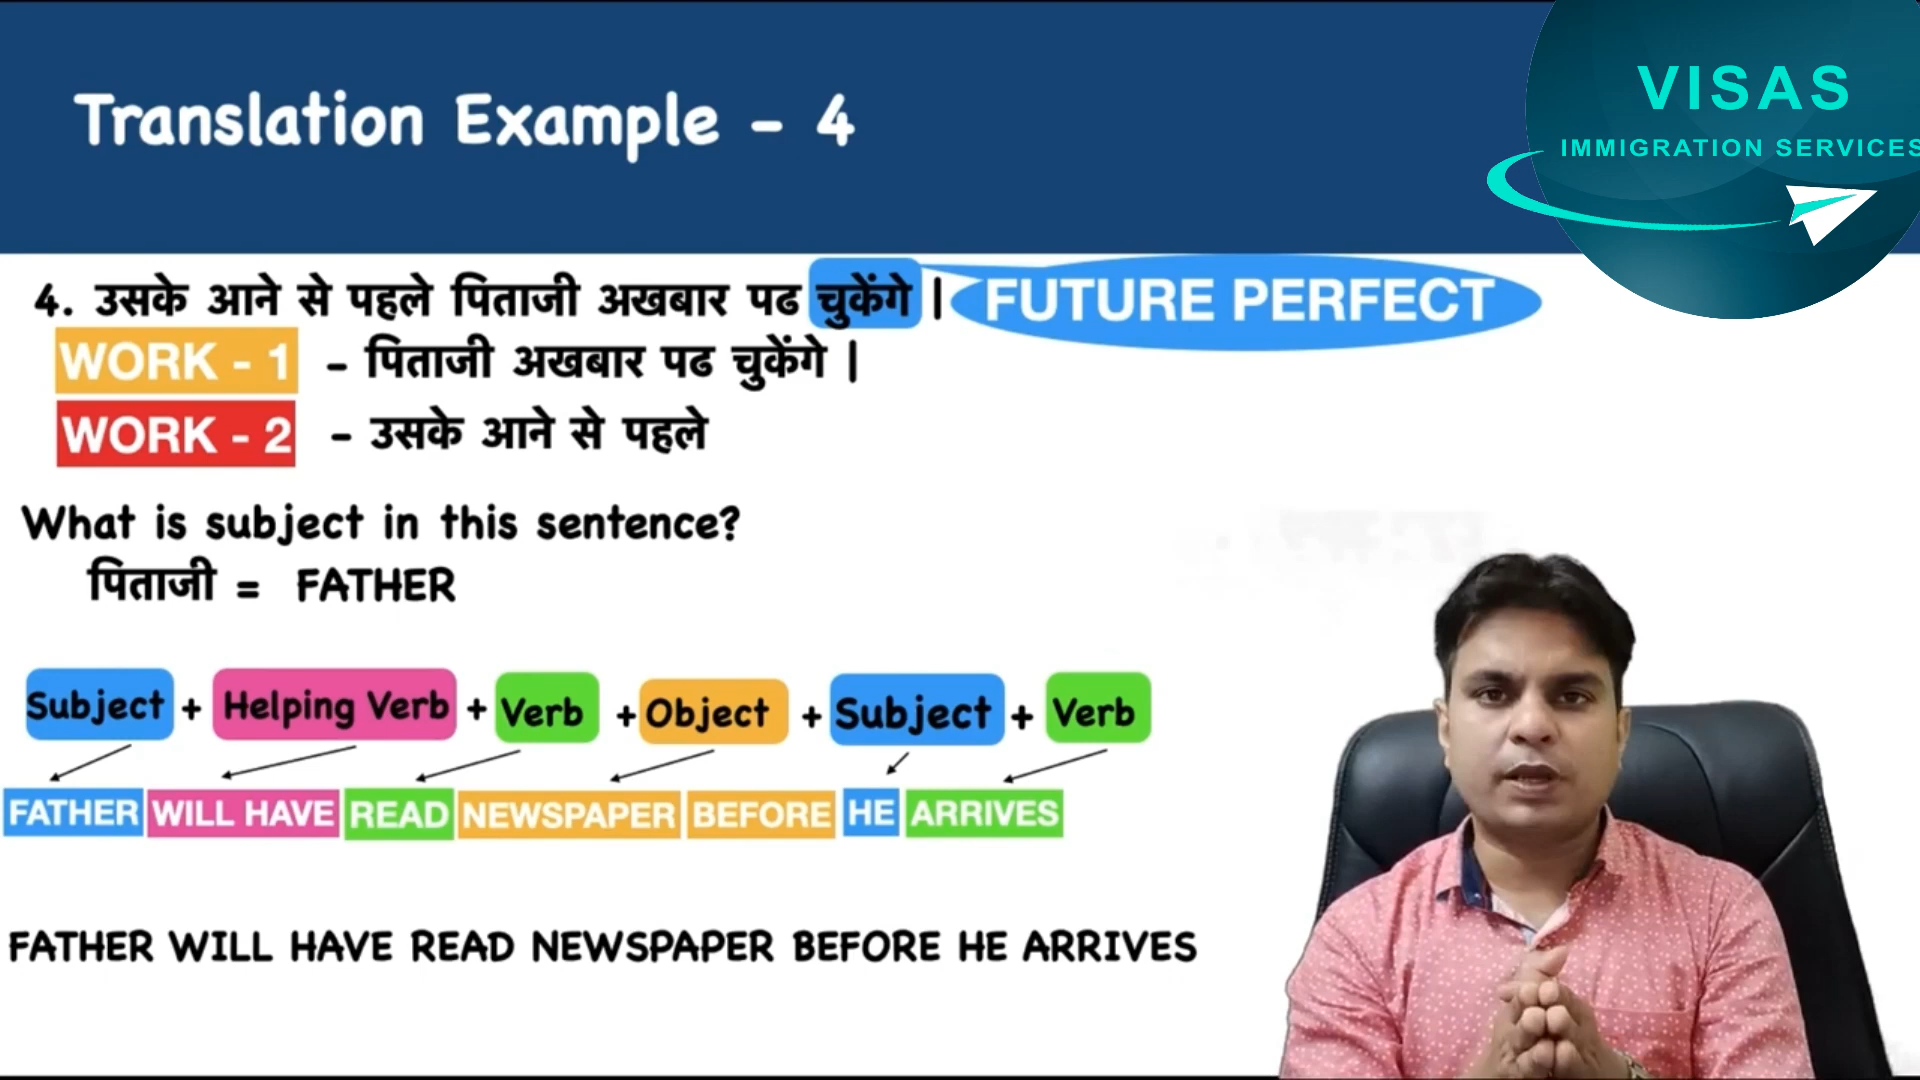 Translation Example - 4
VISAS
IMMIGRATION SERVICES
4. उसके आने से पहले पिताजी अखबार पढ चुकेंगे |
FUTURE PERFECT
WORK - 1 - पिताजी अखबार पढ चुकेंगे |
WORK - 2 - उसके आने से पहले
What is subject in this sentence?
पिताजी = FATHER
Subject + Helping Verb + Verb + Object + Subject + Verb
FATHER WILL HAVE READ NEWSPAPER BEFORE HE ARRIVES
FATHER WILL HAVE READ NEWSPAPER BEFORE HE ARRIVES